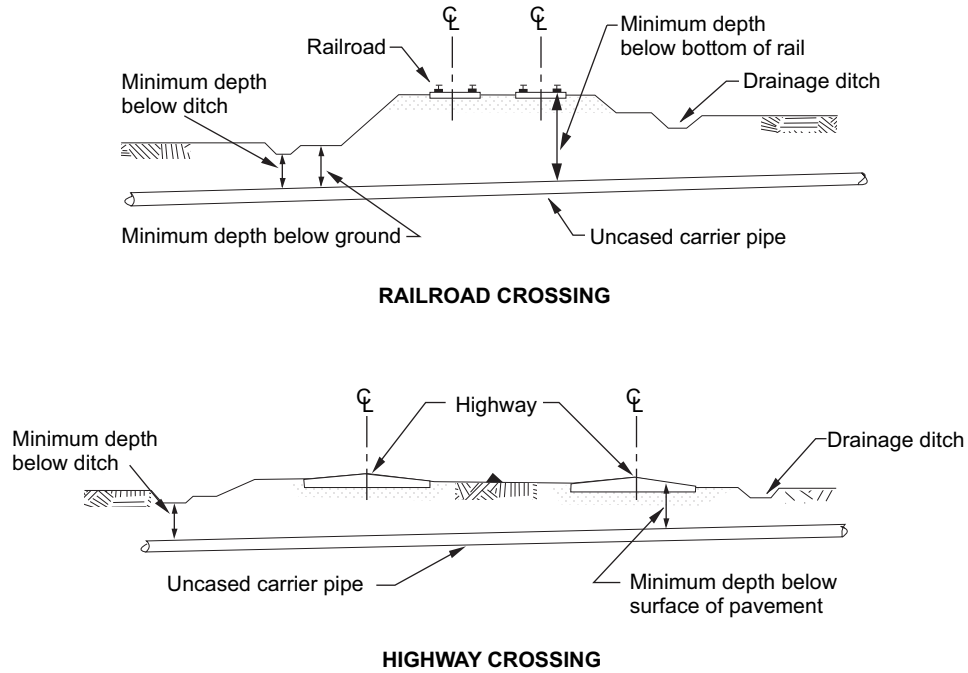 ℄
℄
Minimum depth
below bottom of rail
Railroad
Minimum depth
below ditch
Drainage ditch
Minimum depth below ground
Uncased carrier pipe
RAILROAD CROSSING
℄
℄
Highway
Minimum depth
below ditch
Drainage ditch
Uncased carrier pipe
Minimum depth below
surface of pavement
HIGHWAY CROSSING